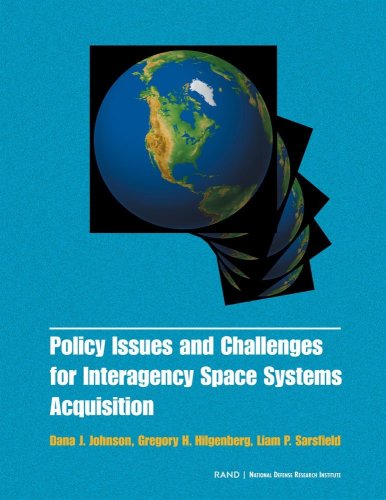 Policy Issues and Challenges
for Interagency Space Systems
Acquisition
Dana J. Johnson, Gregory H. Hilgenberg, Liam P. Sarsfield
RAND | National Defense Research Institute